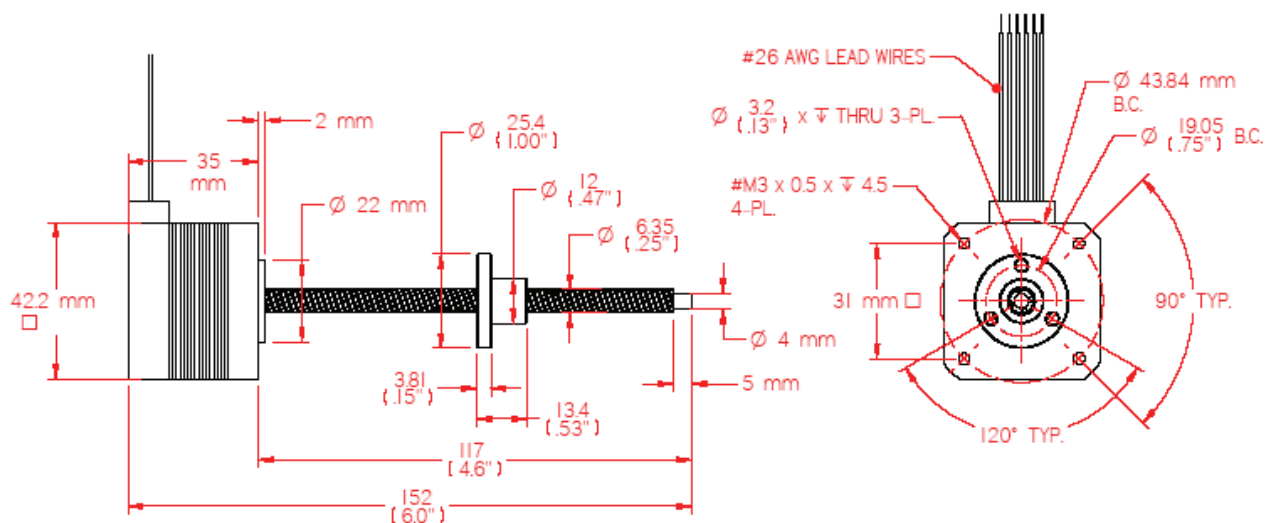 #26 AWG LEAD WIRES
Ø 43.84 mm
B.C.
2 mm
Ø 25.4
(1.00")
Ø 3.2
(.13") x ↧ THRU 3-PL.
Ø 19.05
(.75") B.C.
35
mm
Ø 12
(.47")
#M3 x 0.5 x ↧ 4.5
4-PL.
Ø 22 mm
Ø 6.35
(.25")
42.2 mm
□
31 mm □
90° TYP.
Ø 4 mm
3.81
(.15")
5 mm
13.4
(.53")
120° TYP.
117
(4.6")
152
(6.0")